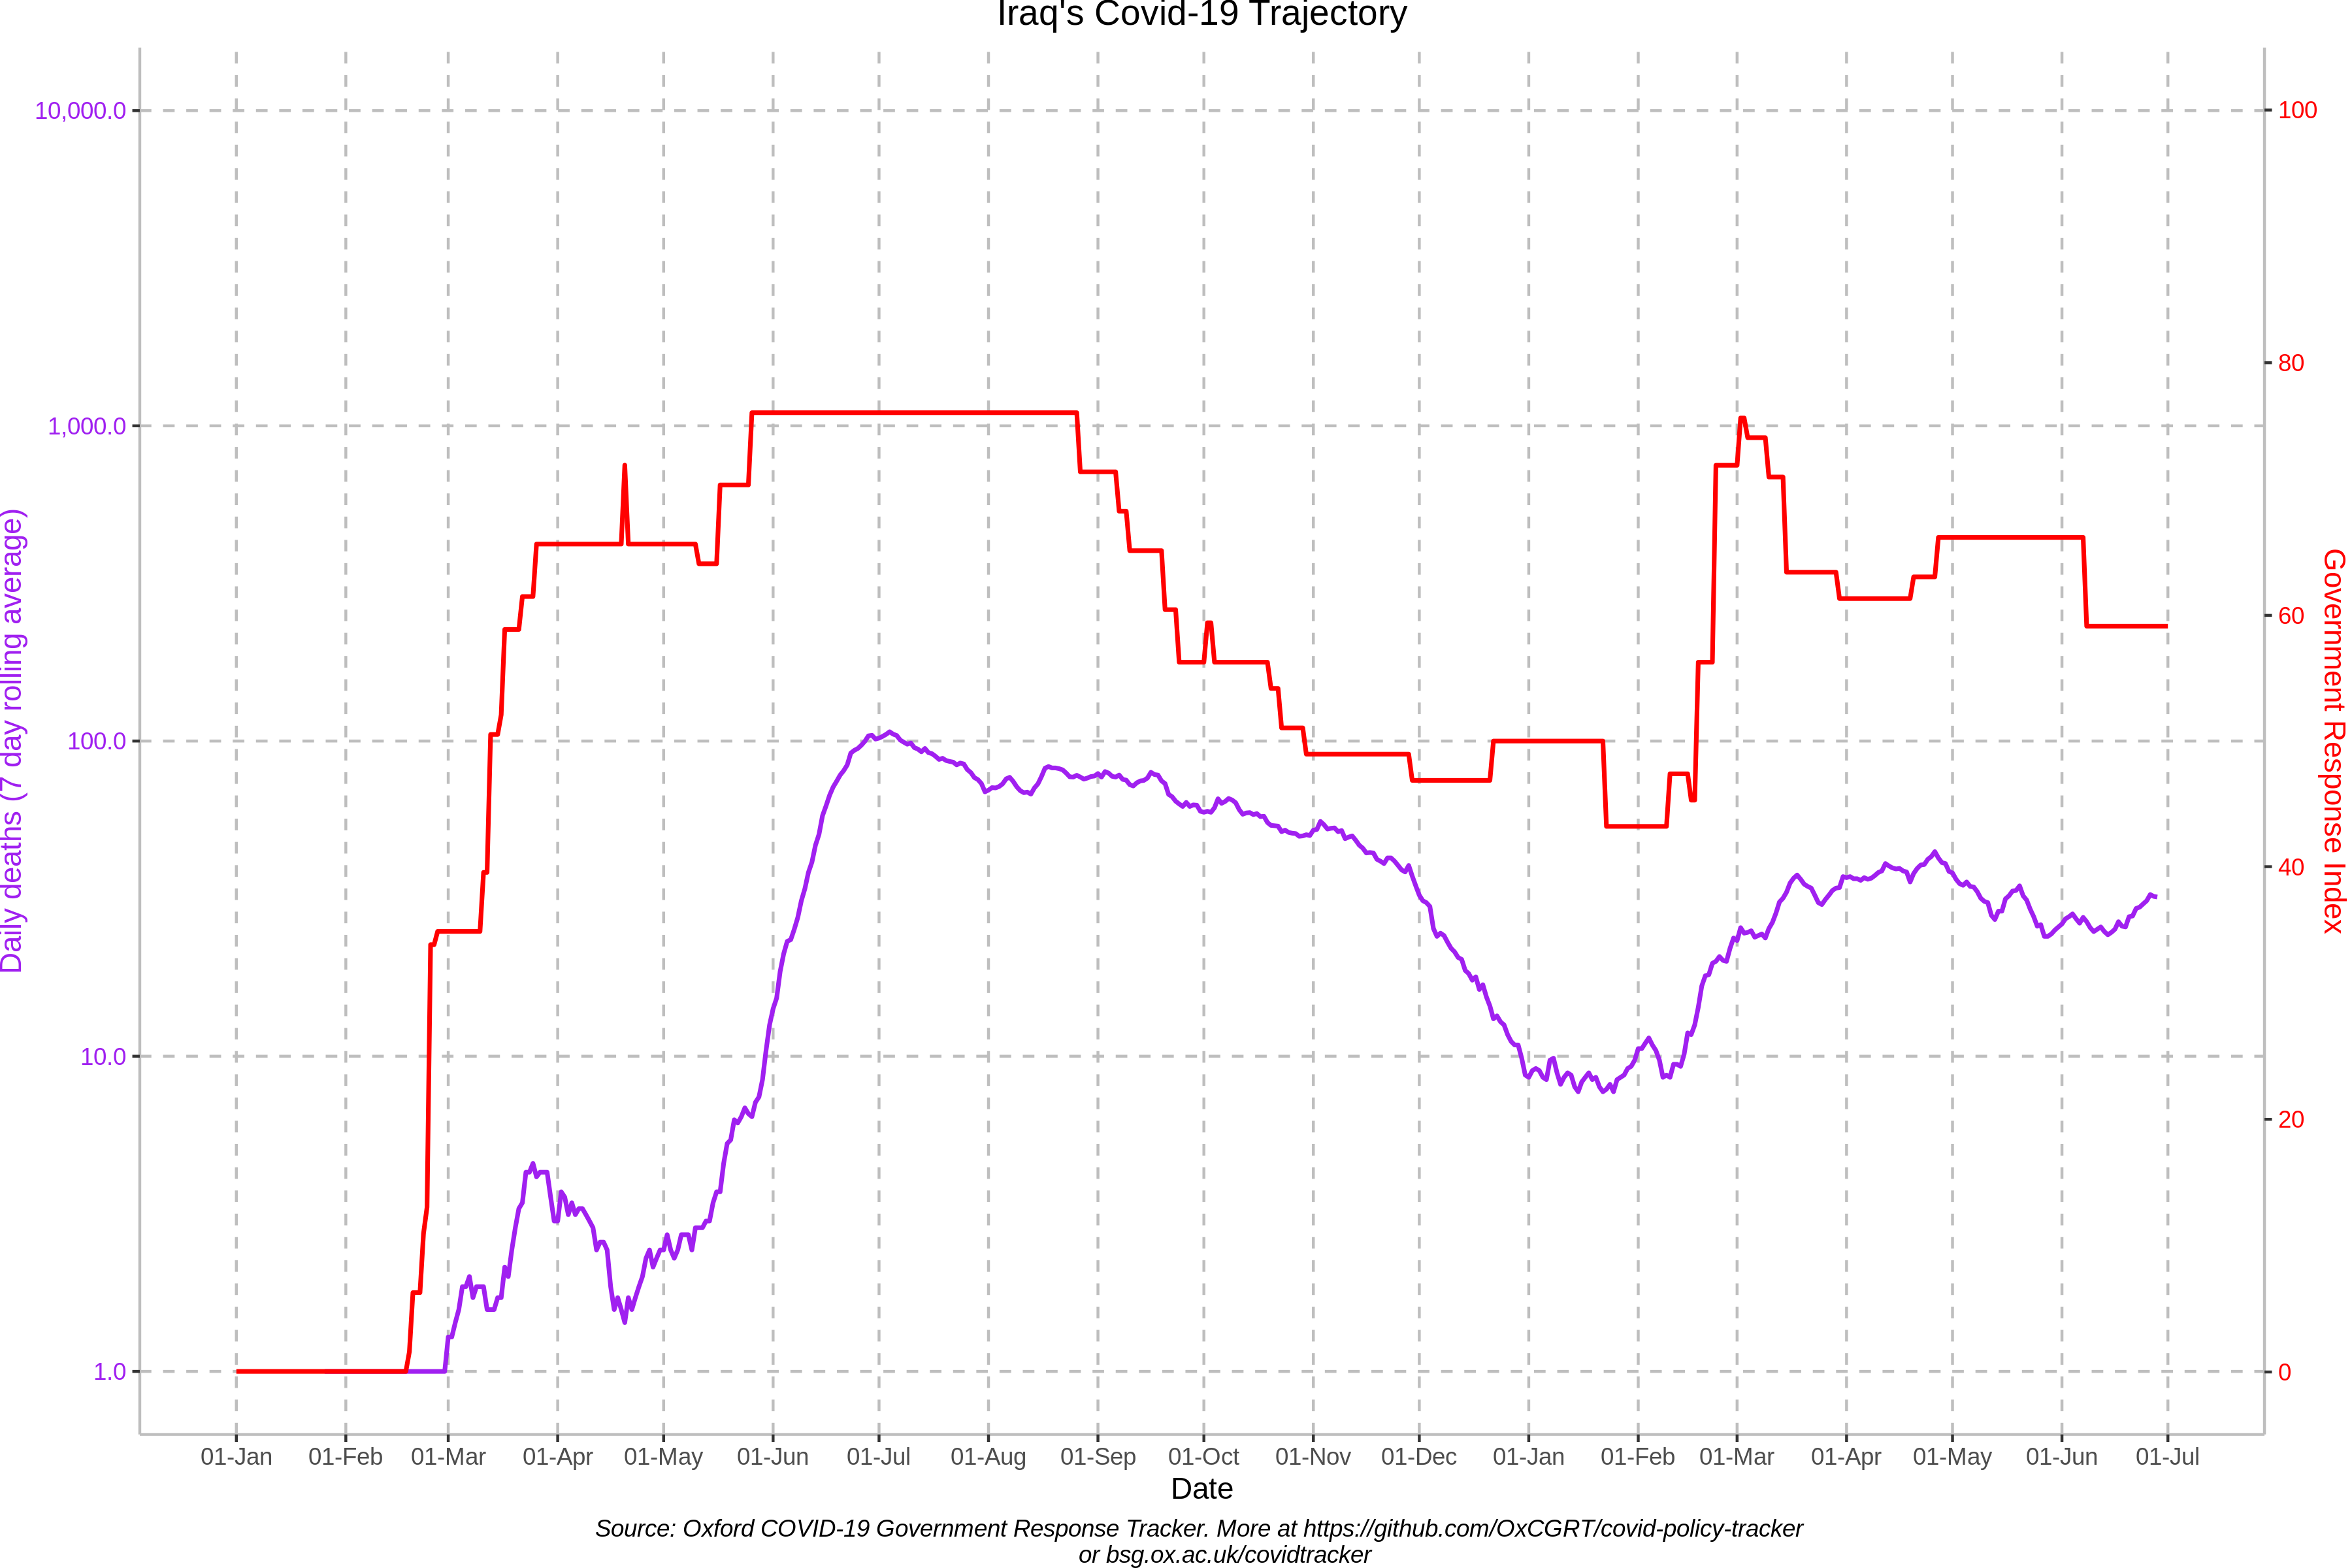 Iraq's Covid-19 Trajectory
10,000.0
1,000.0
100.0
10.0
1.0
Daily deaths (7 day rolling average)
100
80
60
40
20
0
Government Response Index
01-Jan 01-Feb 01-Mar 01-Apr 01-May 01-Jun 01-Jul 01-Aug 01-Sep 01-Oct 01-Nov 01-Dec 01-Jan 01-Feb 01-Mar 01-Apr 01-May 01-Jun 01-Jul
Date
Source: Oxford COVID-19 Government Response Tracker. More at https://github.com/OxCGRT/covid-policy-tracker
or bsg.ox.ac.uk/covidtracker